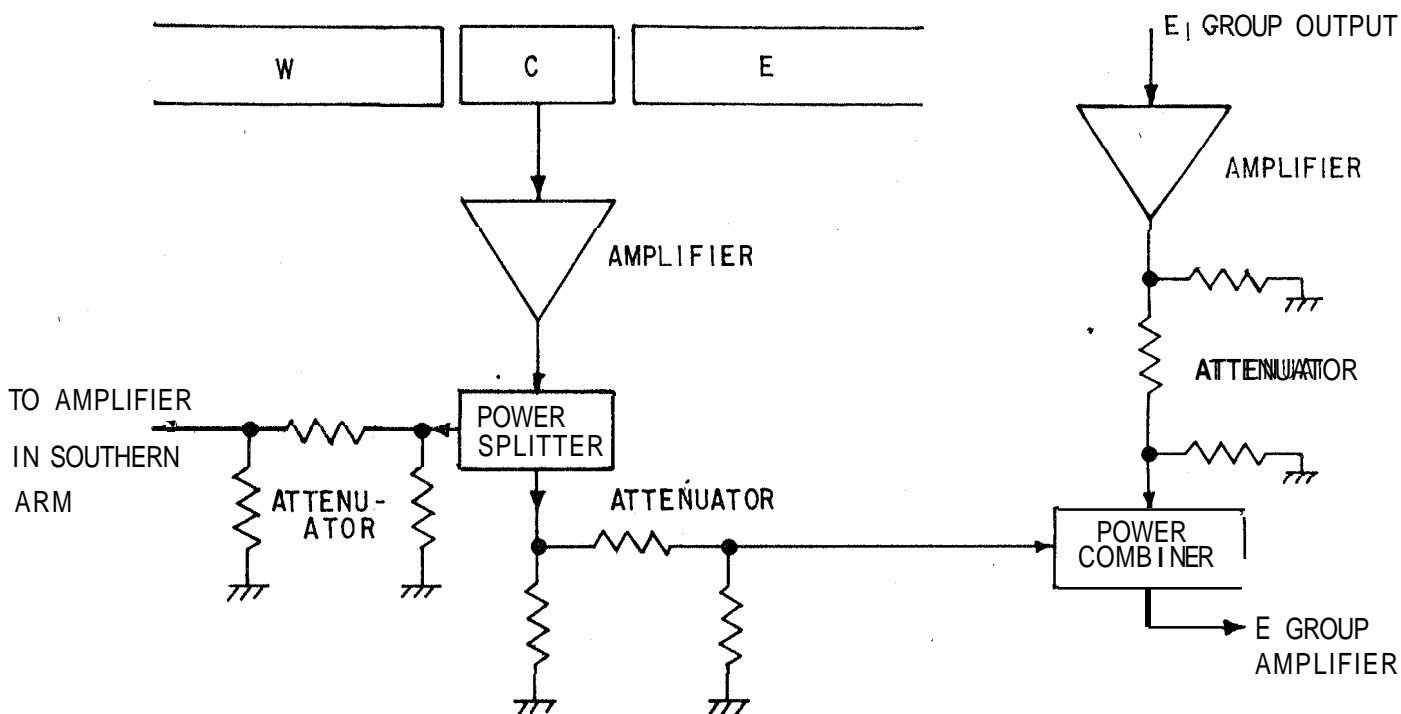 E₁ GROUP OUTPUT
W
C
E
AMPLIFIER
AMPLIFIER
ATTENUATOR
TO AMPLIFIER
IN SOUTHERN
ARM
POWER
SPLITTER
ATTENU-
ATOR
ATTENUATOR
POWER
COMBINER
E GROUP
AMPLIFIER